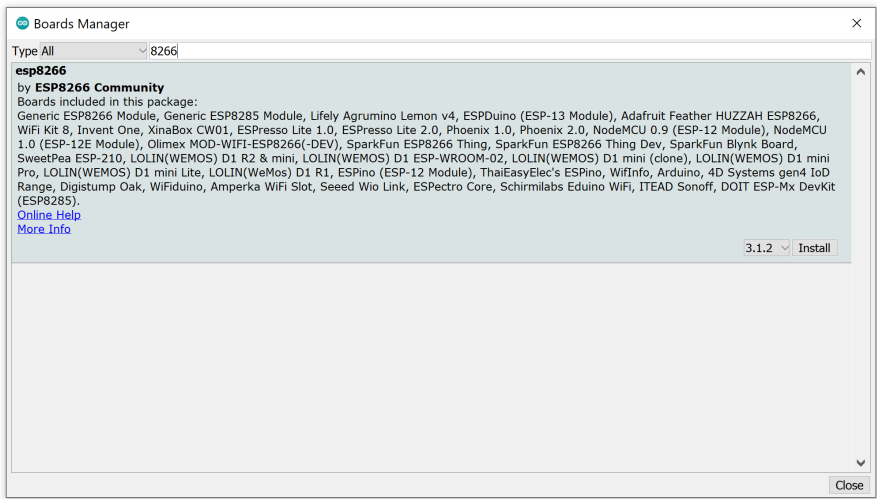 Boards Manager
Type All 8266
esp8266
by ESP8266 Community
Boards included in this package:
Generic ESP8266 Module, Generic ESP8285 Module, Lifely Agrumino Lemon v4, ESPDuino (ESP-13 Module), Adafruit Feather HUZZAH ESP8266,
WiFi Kit 8, Invent One, XinaBox CW01, ESPresso Lite 1.0, ESPresso Lite 2.0, Phoenix 1.0, Phoenix 2.0, NodeMCU 0.9 (ESP-12 Module), NodeMCU
1.0 (ESP-12E Module), Olimex MOD-WIFI-ESP8266(-DEV), SparkFun ESP8266 Thing, SparkFun ESP8266 Thing Dev, SparkFun Blynk Board,
SweetPea ESP-210, LOLIN(WEMOS) D1 R2 & mini, LOLIN(WEMOS) D1 ESP-WROOM-02, LOLIN(WEMOS) D1 mini (clone), LOLIN(WEMOS) D1 mini
Pro, LOLIN(WEMOS) D1 mini Lite, LOLIN(WeMos) D1 R1, ESPino (ESP-12 Module), ThaiEasyElec's ESPino, WifInfo, Arduino, 4D Systems gen4 IoD
Range, Digistump Oak, WiFiduino, Amperka WiFi Slot, Seeed Wio Link, ESPectro Core, Schirmilabs Eduino WiFi, ITEAD Sonoff, DOIT ESP-Mx DevKit
(ESP8285).
Online Help
More Info
3.1.2 Install
Close